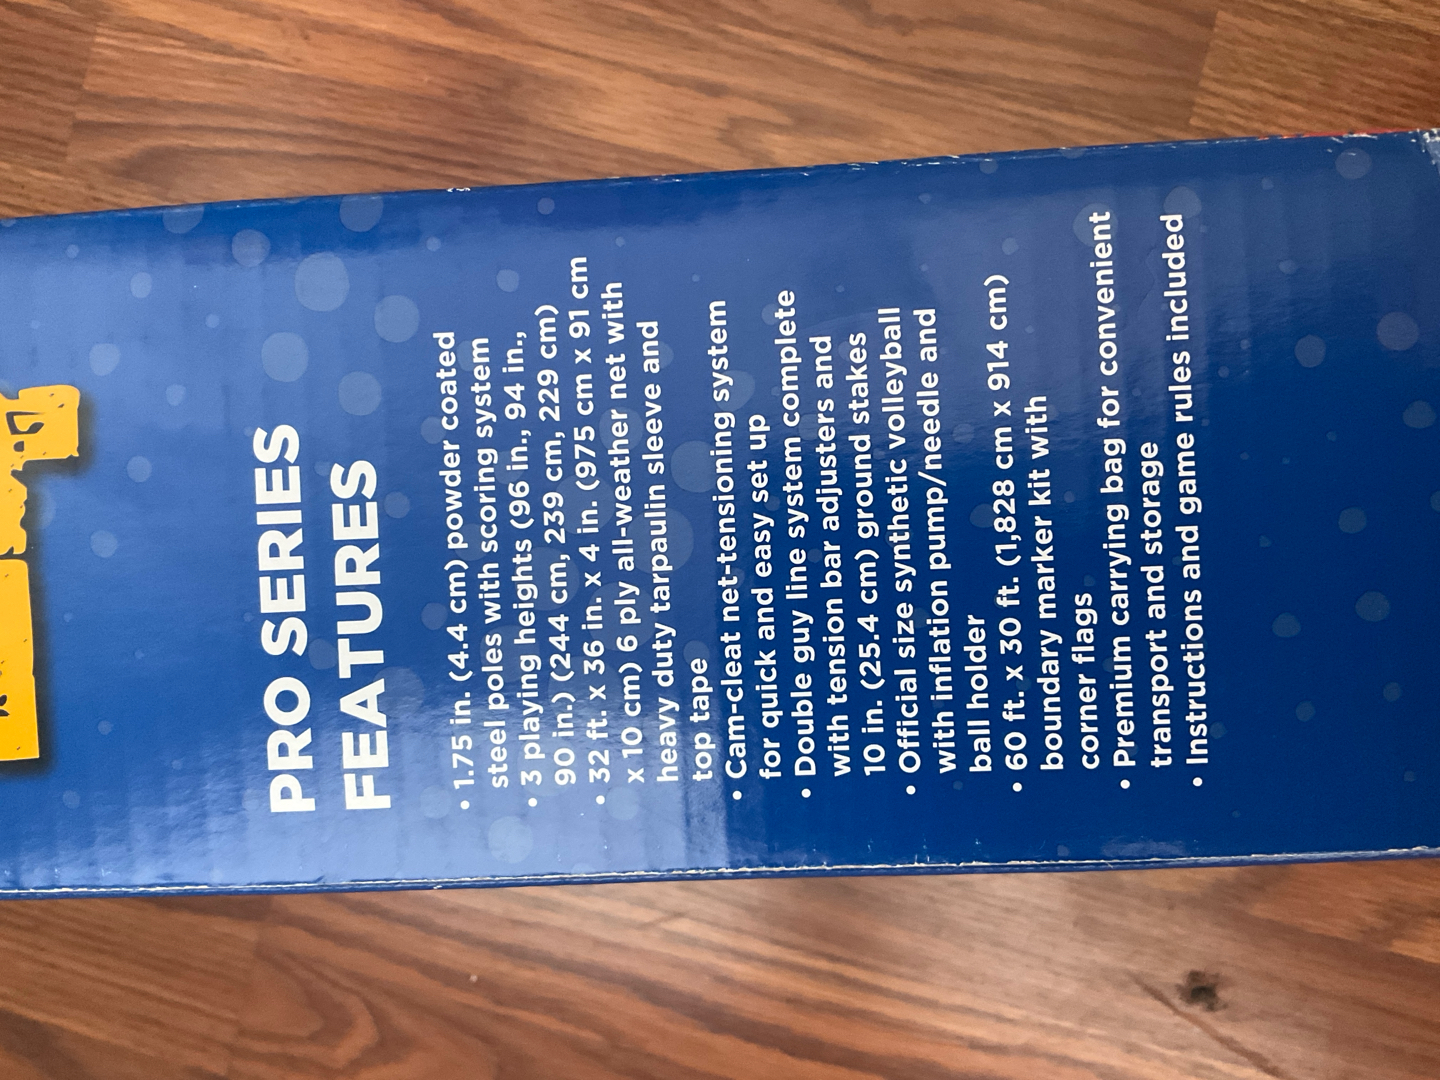 PRO SERIES
FEATURES
• 1.75 in. (4.4 cm) powder coated
steel poles with scoring system
• 3 playing heights (96 in., 94 in.,
90 in.) (244 cm, 239 cm, 229 cm)
• 32 ft. x 36 in. x 4 in. (975 cm x 91 cm
x 10 cm) 6 ply all-weather net with
heavy duty tarpaulin sleeve and
top tape
• Cam-cleat net-tensioning system
for quick and easy set up
• Double guy line system complete
with tension bar adjusters and
10 in. (25.4 cm) ground stakes
• Official size synthetic volleyball
with inflation pump/needle and
ball holder
• 60 ft. x 30 ft. (1,828 cm x 914 cm)
boundary marker kit with
corner flags
• Premium carrying bag for convenient
transport and storage
• Instructions and game rules included